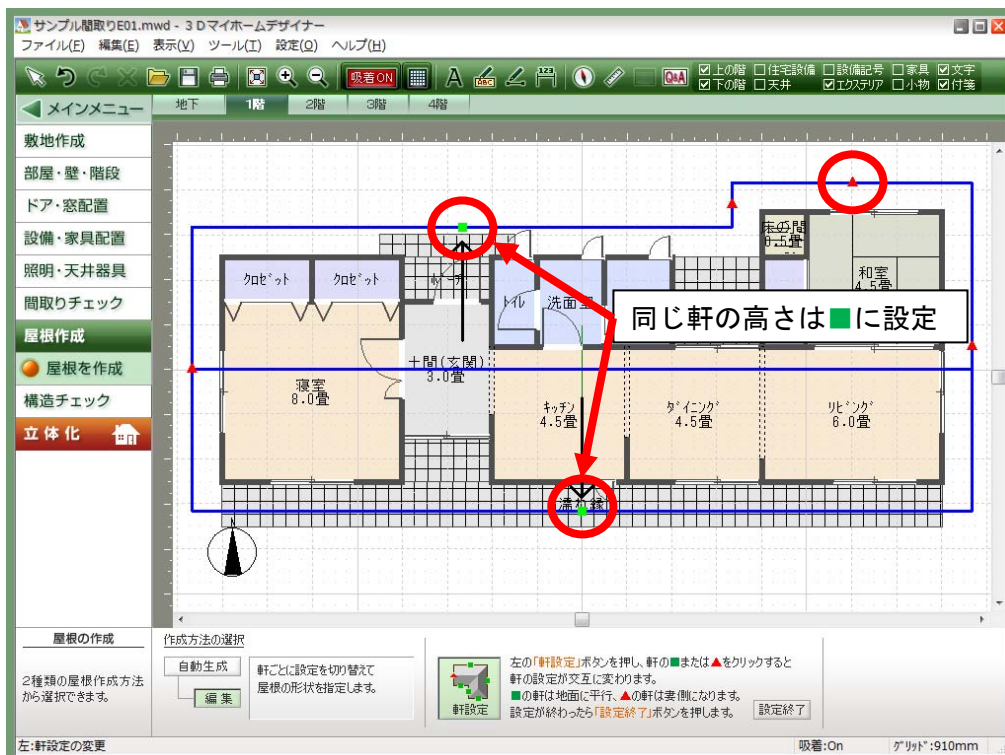 サンプル間取りE01.mwd - 3Dマイホームデザイナー
ファイル(F) 編集(E) 表示(V) ツール(T) 設定(O) ヘルプ(H)
吸着ON
A
ABC
123
Q&A
☑上の階 □住宅設備 □設備記号 □家具 ☑文字
☑下の階 □天井 ☑エクステリア □小物 ☑付箋
メインメニュー
地下 1階 2階 3階 4階
敷地作成
部屋・壁・階段
ドア・窓配置
設備・家具配置
照明・天井器具
間取りチェック
屋根作成
屋根を作成
構造チェック
立体化
床の間
0.5畳
和室
4.5畳
クロゼット
クロゼット
ポーチ
トイレ
洗面室
同じ軒の高さは■に設定
土間(玄関)
3.0畳
寝室
8.0畳
キッチン
4.5畳
ダイニング
4.5畳
リビング
6.0畳
濡れ縁
N
屋根の作成
2種類の屋根作成方法
から選択できます。
作成方法の選択
自動生成
編集
軒ごとに設定を切り替えて
屋根の形状を指定します。
軒設定
左の「軒設定」ボタンを押し、軒の■または▲をクリックすると
軒の設定が交互に変わります。
■の軒は地面に平行、▲の軒は妻側になります。
設定が終わったら「設定終了」ボタンを押します。
設定終了
左:軒設定の変更
吸着:On
グリッド:910mm